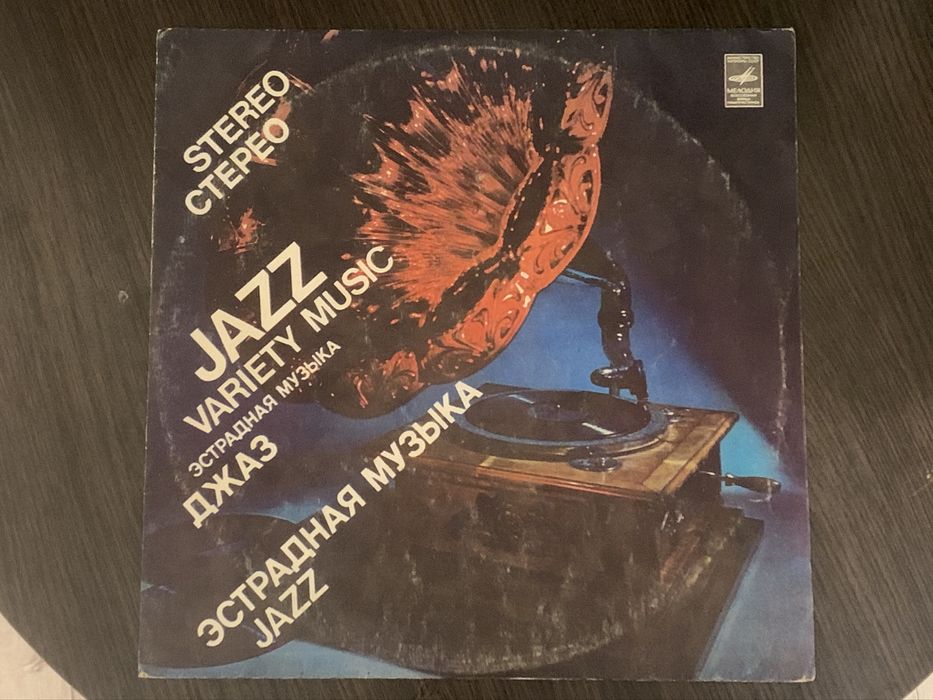 STEREO
СТЕРЕО
JAZZ
VARIETY MUSIC
ЭСТРАДНАЯ МУЗЫКА
ДЖАЗ
ЭСТРАДНАЯ МУЗЫКА
JAZZ
МЕЛОДИЯ